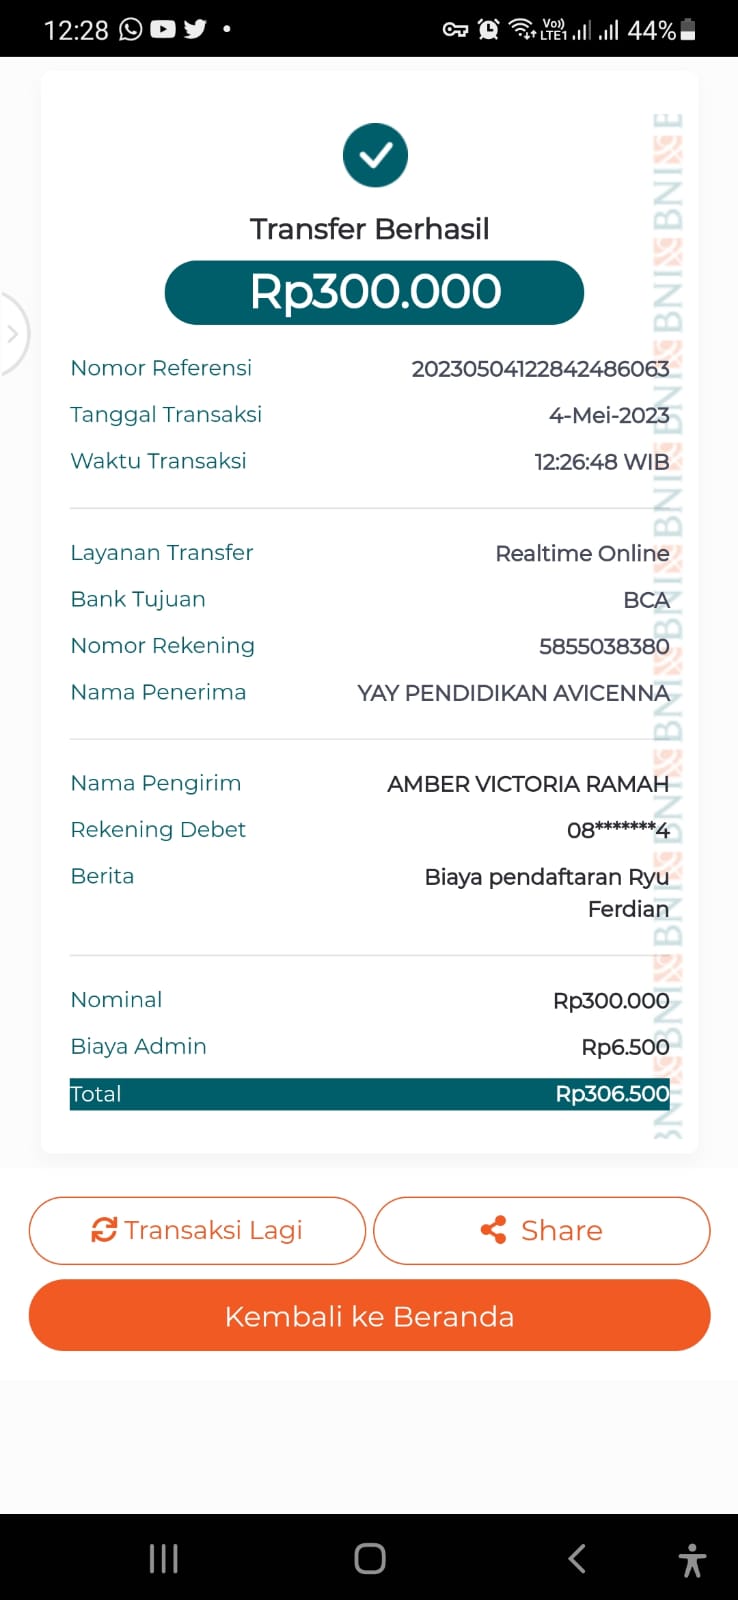 12:28
Vo))
LTE1
44%
Transfer Berhasil
Rp300.000
Nomor Referensi 20230504122842486063
Tanggal Transaksi 4-Mei-2023
Waktu Transaksi 12:26:48 WIB
Layanan Transfer Realtime Online
Bank Tujuan BCA
Nomor Rekening 5855038380
Nama Penerima YAY PENDIDIKAN AVICENNA
Nama Pengirim AMBER VICTORIA RAMAH
Rekening Debet 08*******4
Berita Biaya pendaftaran Ryu
Ferdian
Nominal Rp300.000
Biaya Admin Rp6.500
Total Rp306.500
BNI BNI BNI BNI BNI BNI BNI BNI BNI BNI
Transaksi Lagi
Share
Kembali ke Beranda